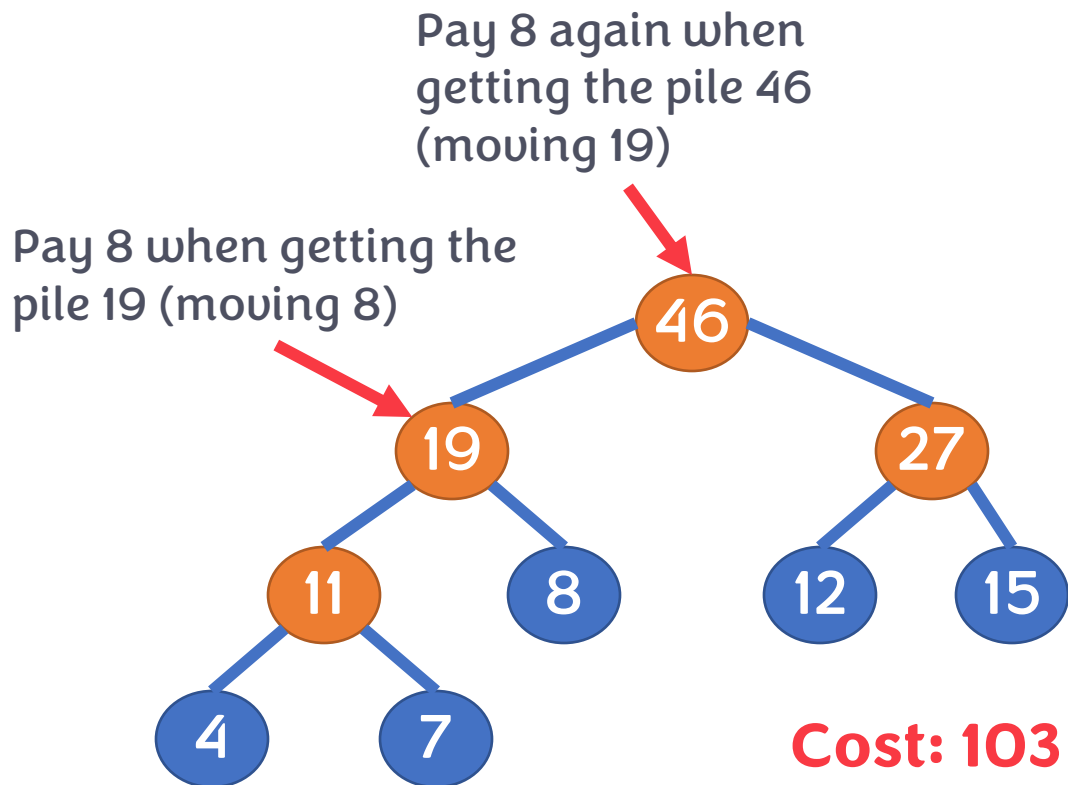 Pay 8 again when
getting the pile 46
(moving 19)
Pay 8 when getting the
pile 19 (moving 8)
46
19
27
11
8
12
15
4
7
Cost: 103